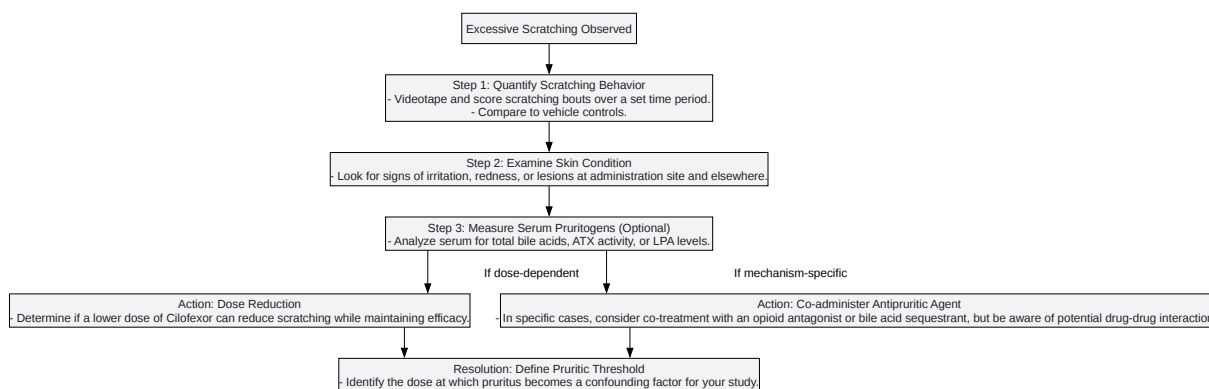 Excessive Scratching Observed
Step 1: Quantify Scratching Behavior
- Videotape and score scratching bouts over a set time period.
- Compare to vehicle controls.
Step 2: Examine Skin Condition
- Look for signs of irritation, redness, or lesions at administration site and elsewhere.
Step 3: Measure Serum Pruritogens (Optional)
- Analyze serum for total bile acids, ATX activity, or LPA levels.
If dose-dependent
If mechanism-specific
Action: Dose Reduction
- Determine if a lower dose of Cilofexor can reduce scratching while maintaining efficacy.
Action: Co-administer Antipruritic Agent
- In specific cases, consider co-treatment with an opioid antagonist or bile acid sequestrant, but be aware of potential drug-drug interaction
Resolution: Define Pruritic Threshold
- Identify the dose at which pruritus becomes a confounding factor for your study.